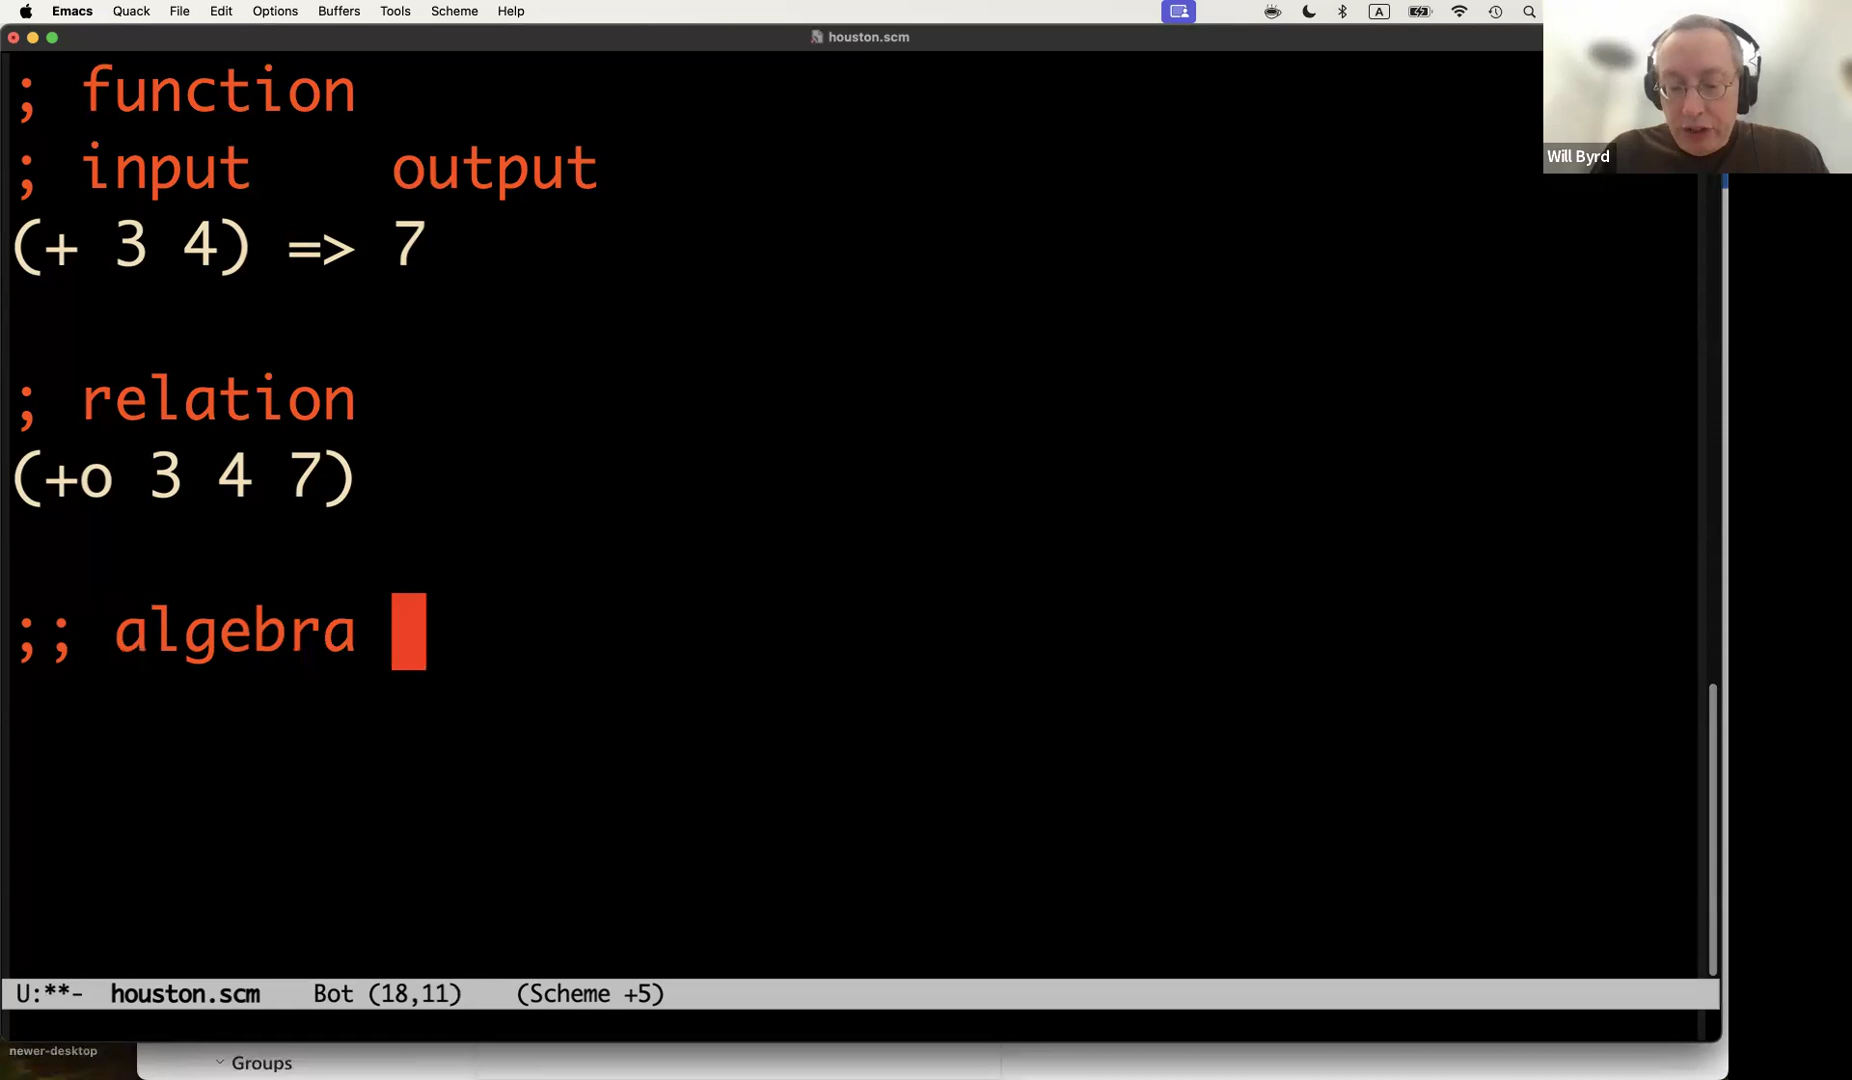 Emacs Quack File Edit Options Buffers Tools Scheme Help
A
houston.scm
Will Byrd
; function
; input output
(+ 3 4) => 7
; relation
(+o 3 4 7)
;; algebra
U:**- houston.scm Bot (18,11) (Scheme +5)
newer-desktop
Groups